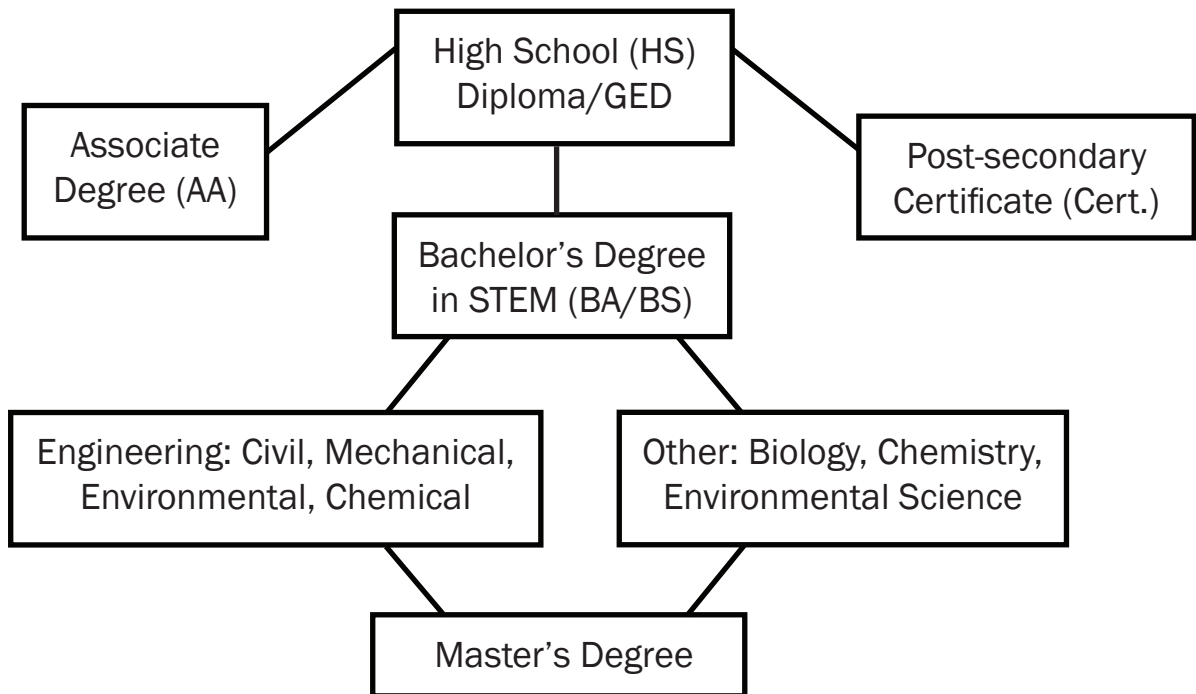 High School (HS)
Diploma/GED
Associate
Degree (AA)
Post-secondary
Certificate (Cert.)
Bachelor’s Degree
in STEM (BA/BS)
Engineering: Civil, Mechanical,
Environmental, Chemical
Other: Biology, Chemistry,
Environmental Science
Master’s Degree